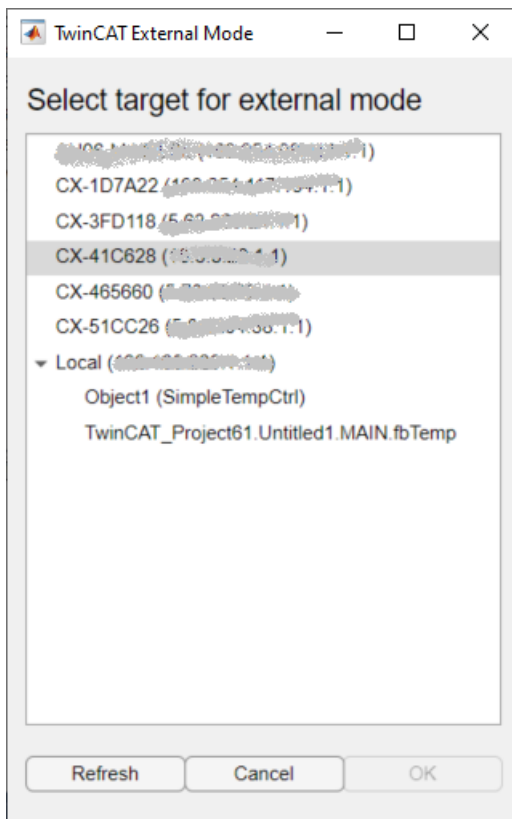 TwinCAT External Mode
Select target for external mode
CX-1D7A22 (
CX-3FD118
CX-41C628 (
CX-465660 (
CX-51CC26 (
Local (
Object1 (SimpleTempCtrl)
TwinCAT_Project61.Untitled1.MAIN.fbTemp
Refresh
Cancel
OK